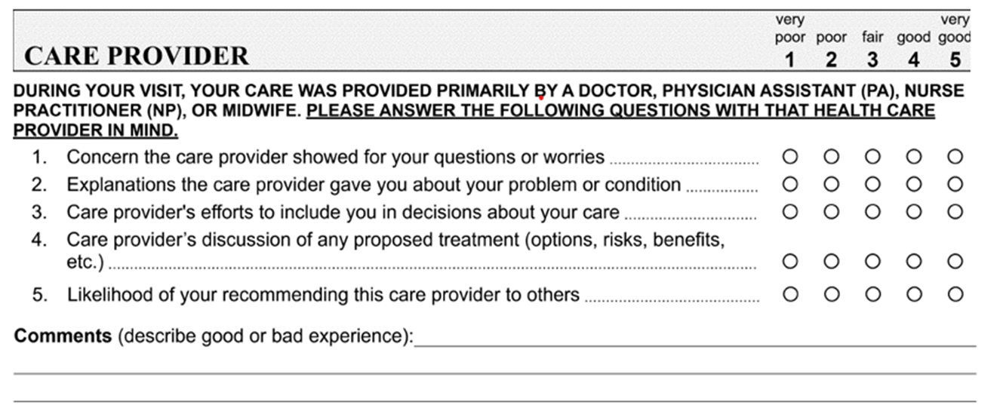 very very
poor poor fair good good
CARE PROVIDER 1 2 3 4 5
DURING YOUR VISIT, YOUR CARE WAS PROVIDED PRIMARILY BY A DOCTOR, PHYSICIAN ASSISTANT (PA), NURSE
PRACTITIONER (NP), OR MIDWIFE. PLEASE ANSWER THE FOLLOWING QUESTIONS WITH THAT HEALTH CARE
PROVIDER IN MIND.
1. Concern the care provider showed for your questions or worries
2. Explanations the care provider gave you about your problem or condition
3. Care provider's efforts to include you in decisions about your care
4. Care provider’s discussion of any proposed treatment (options, risks, benefits,
etc.)
5. Likelihood of your recommending this care provider to others
Comments (describe good or bad experience):